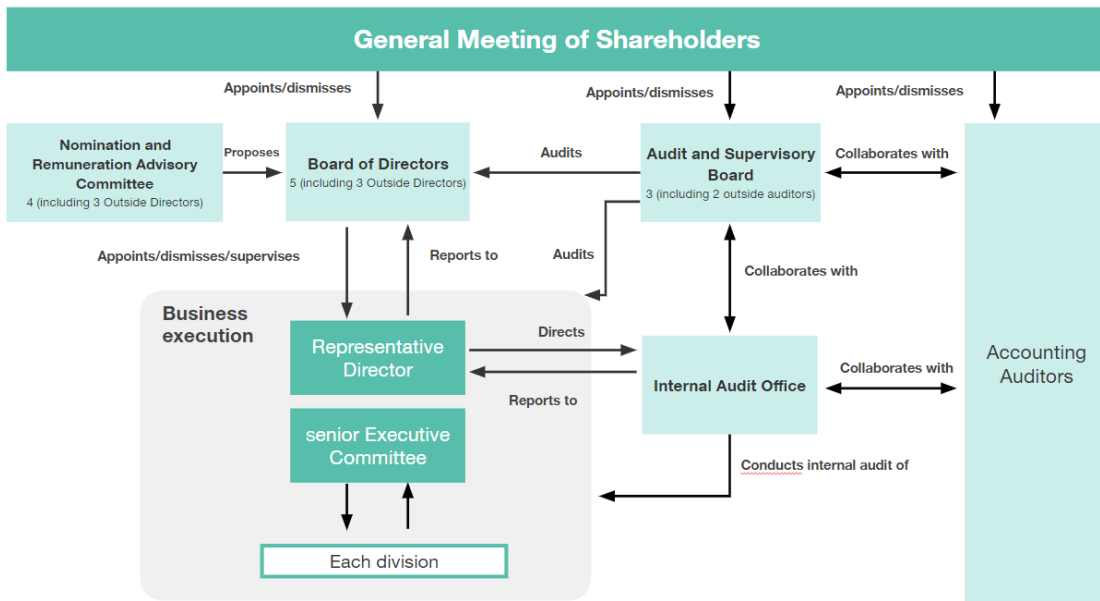 General Meeting of Shareholders
Appoints/dismisses
Appoints/dismisses
Appoints/dismisses
Nomination and
Remuneration Advisory
Committee
4 (including 3 Outside Directors)
Proposes
Board of Directors
5 (including 3 Outside Directors)
Audits
Audit and Supervisory
Board
3 (including 2 outside auditors)
Collaborates with
Appoints/dismisses/supervises
Reports to
Audits
Collaborates with
Business
execution
Representative
Director
Directs
Reports to
Internal Audit Office
Collaborates with
Accounting
Auditors
senior Executive
Committee
Conducts internal audit of
Each division